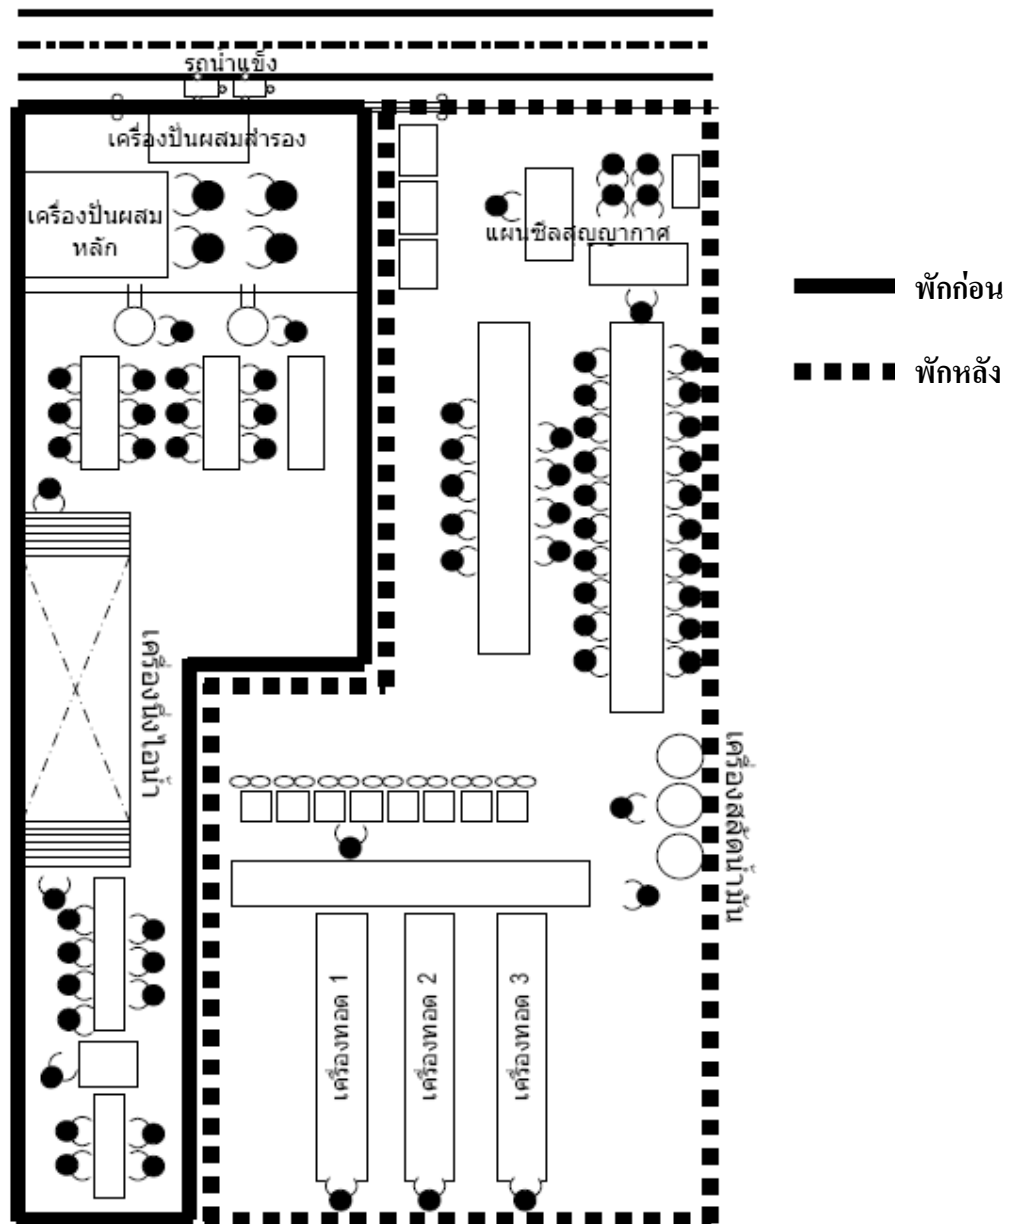 รถน้ำแข็ง
เครื่องปั่นผสมสำรอง
เครื่องปั่นผสม
หลัก
แผนซีลสุญญากาศ
พักก่อน
พักหลัง
เครื่องนึ่งไอน้ำ
เครื่องสลัดน้ำมัน
เครื่องทอด 1
เครื่องทอด 2
เครื่องทอด 3